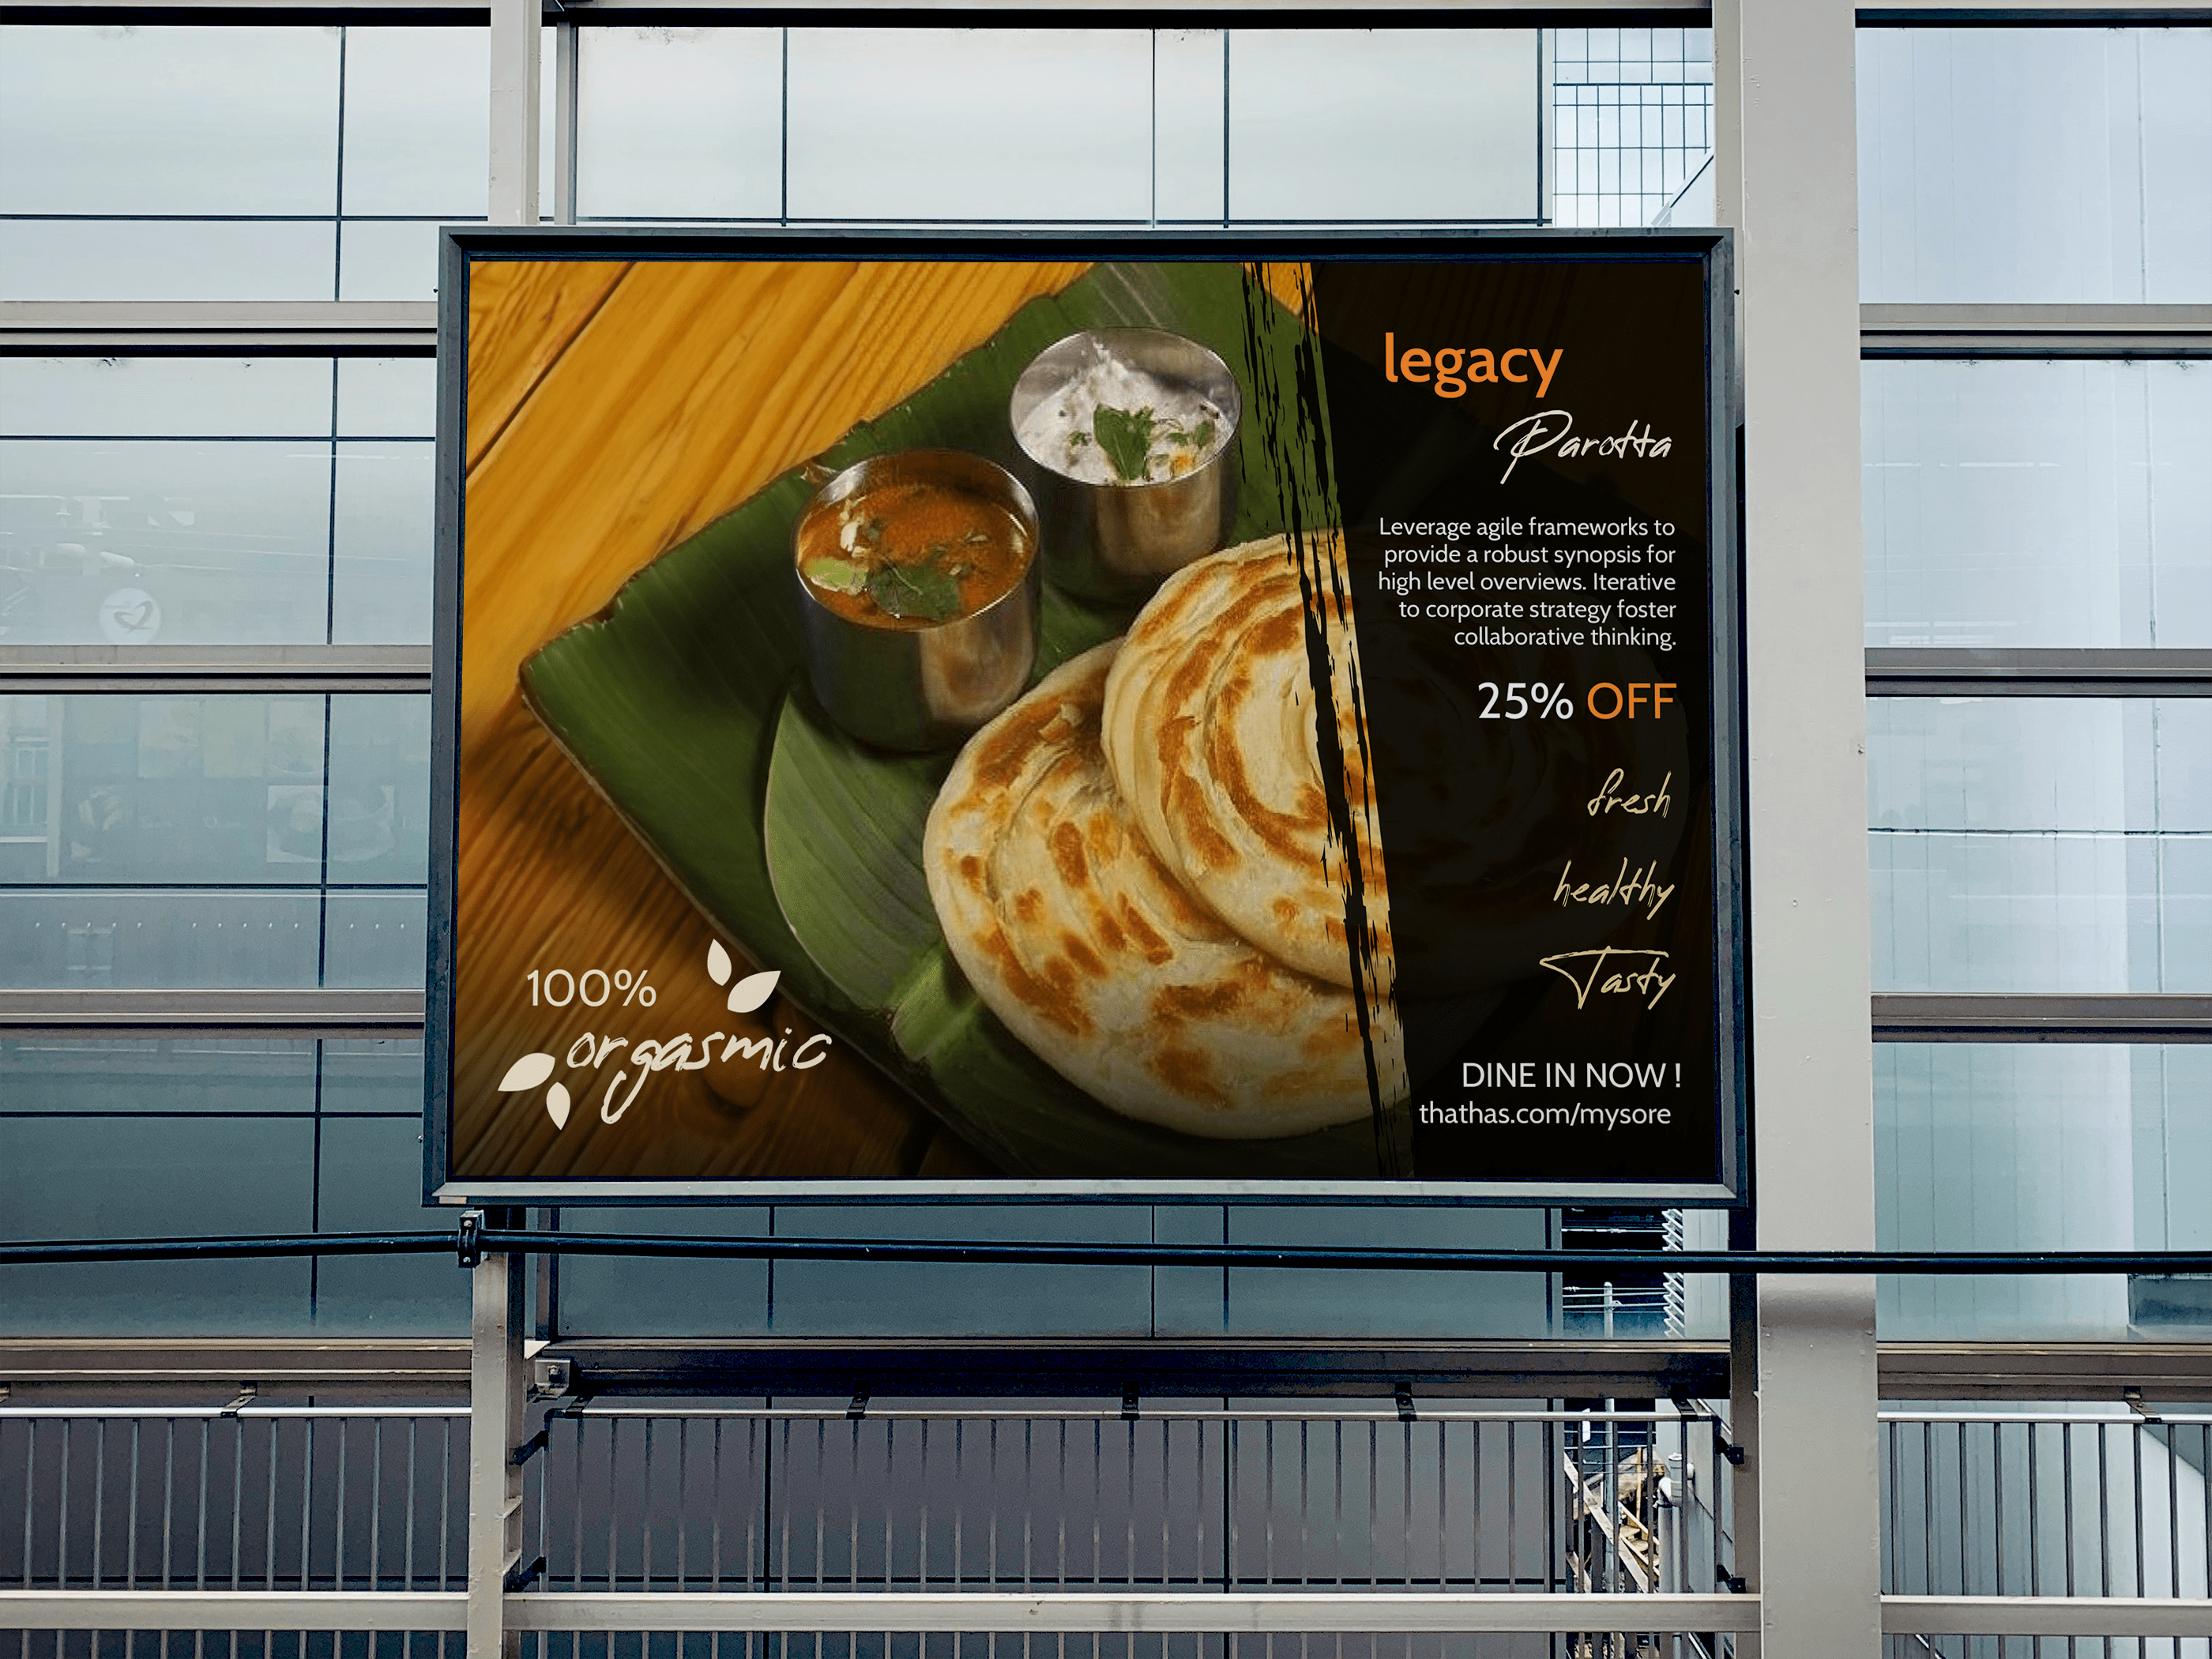 legacy
Parotta
Leverage agile frameworks to
provide a robust synopsis for
high level overviews. Iterative
to corporate strategy foster
collaborative thinking.
25% OFF
fresh
healthy
Tasty
DINE IN NOW !
thathas.com/mysore
100%
orgasmic